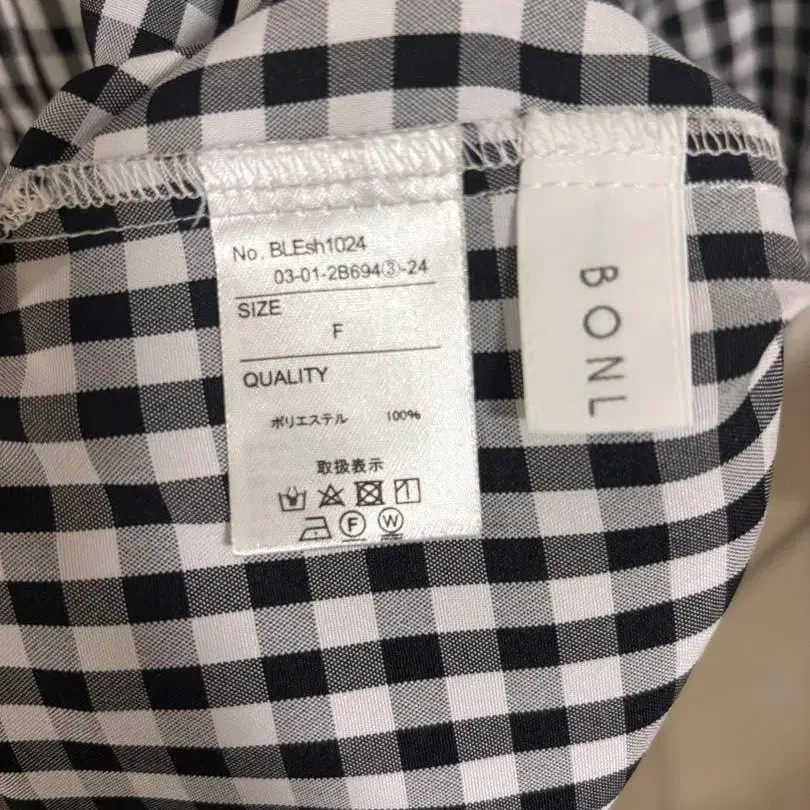 No. BLEsh1024
03-01-2B694③-24
SIZE
F
QUALITY
ポリエステル 100%
取扱表示
F W
BONL